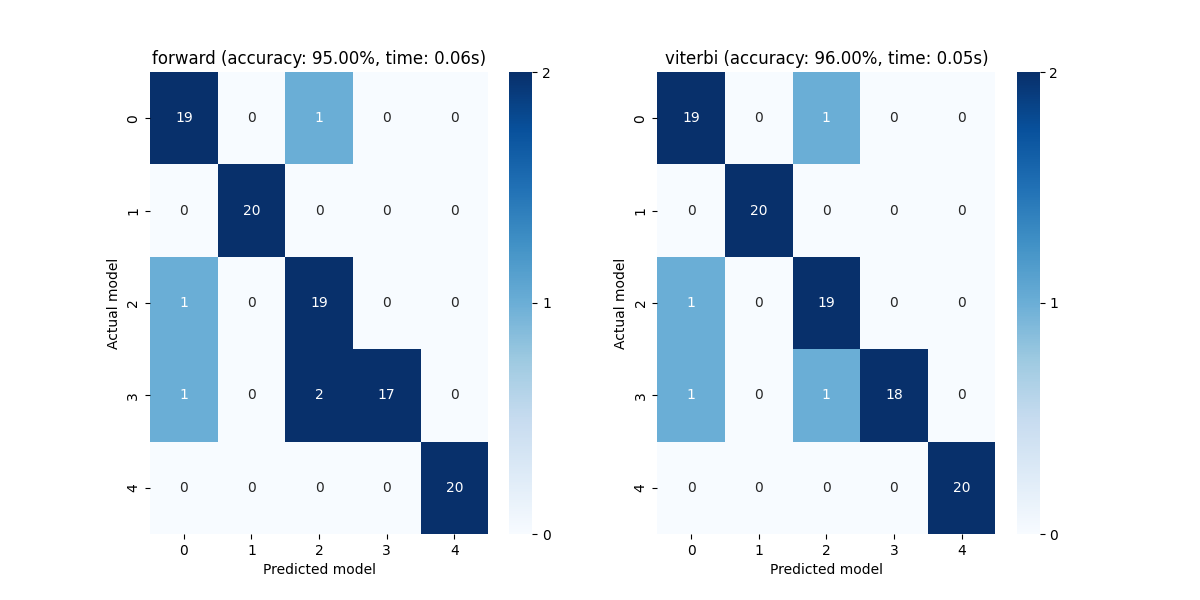 forward (accuracy: 95.00%, time: 0.06s)
0 19 0 1 0 0
1 0 20 0 0 0
2 1 0 19 0 0
3 1 0 2 17 0
4 0 0 0 0 20
0 1 2 3 4
Predicted model
Actual model
2
1
0
viterbi (accuracy: 96.00%, time: 0.05s)
0 19 0 1 0 0
1 0 20 0 0 0
2 1 0 19 0 0
3 1 0 1 18 0
4 0 0 0 0 20
0 1 2 3 4
Predicted model
Actual model
2
1
0